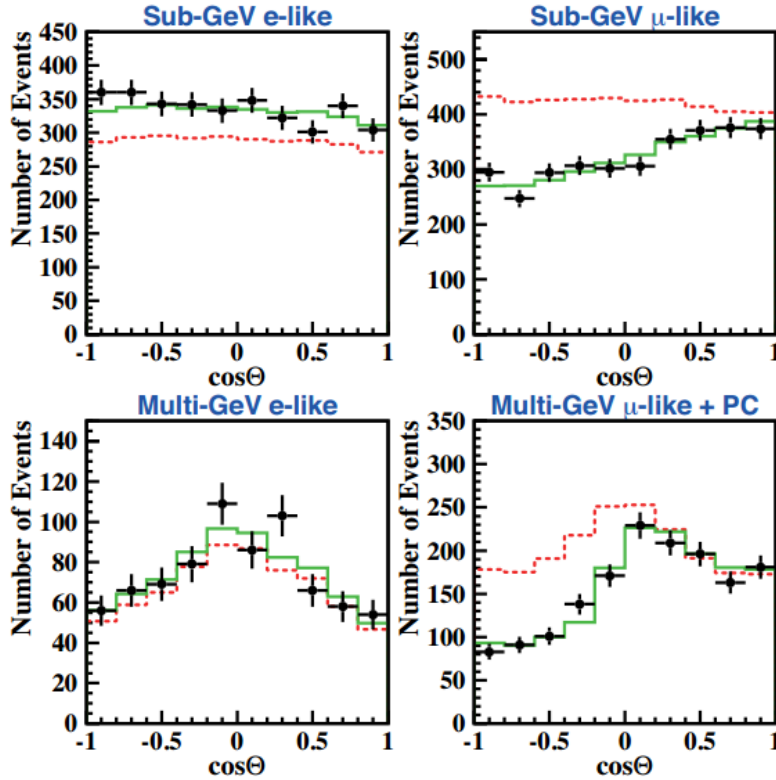 Sub-GeV e-like
Number of Events
450
400
350
300
250
200
150
100
50
0
-1 -0.5 0 0.5 1
cosΘ
Sub-GeV μ-like
Number of Events
500
400
300
200
100
0
-1 -0.5 0 0.5 1
cosΘ
Multi-GeV e-like
Number of Events
140
120
100
80
60
40
20
0
-1 -0.5 0 0.5 1
cosΘ
Multi-GeV μ-like + PC
Number of Events
350
300
250
200
150
100
50
0
-1 -0.5 0 0.5 1
cosΘ